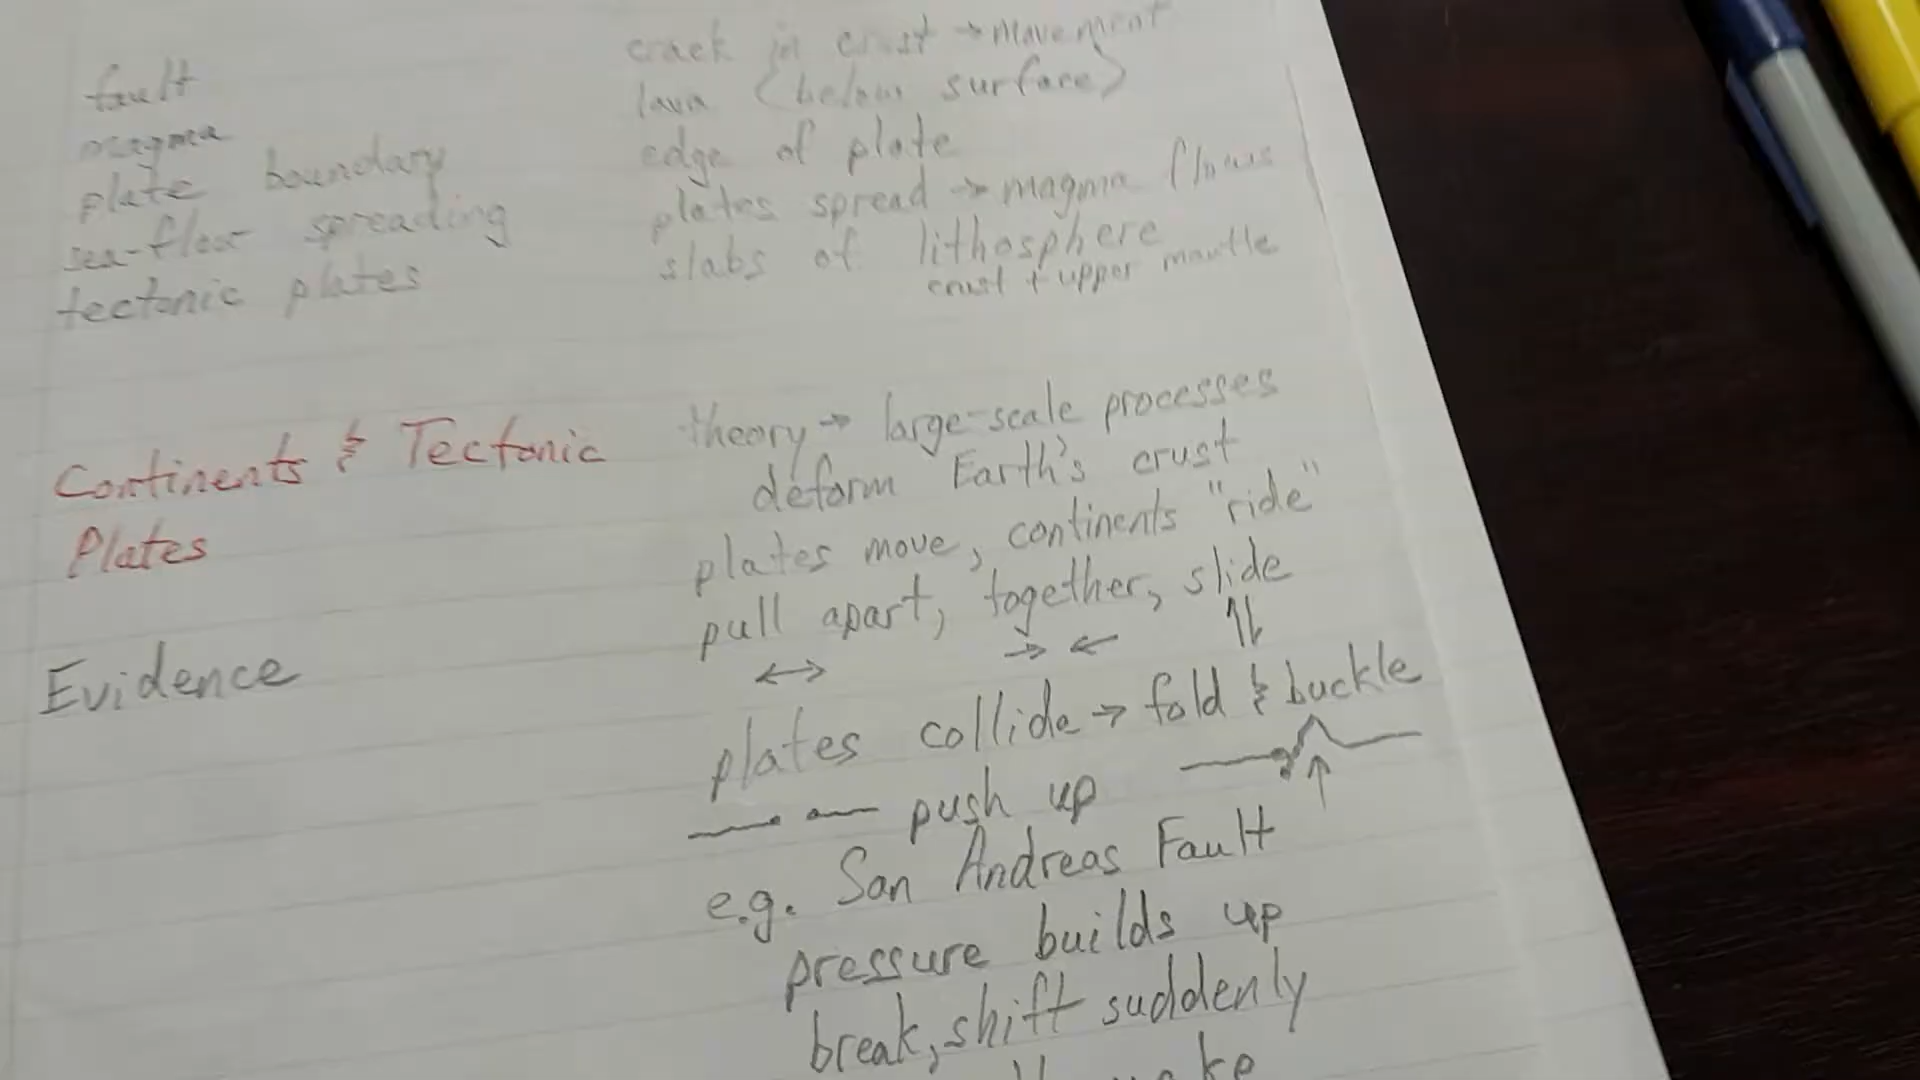 fault crack in crust → movement
magma lava (below surface)
plate boundary edge of plate
sea-floor spreading plates spread → magma flows
tectonic plates slabs of lithosphere
crust + upper mantle
Continents & Tectonic theory → large-scale processes
Plates deform Earth's crust
plates move, continents "ride"
pull apart, together, slide
↔ → ← ⥮
Evidence plates collide → fold & buckle
push up ↑
e.g. San Andreas Fault
pressure builds up
break, shift suddenly